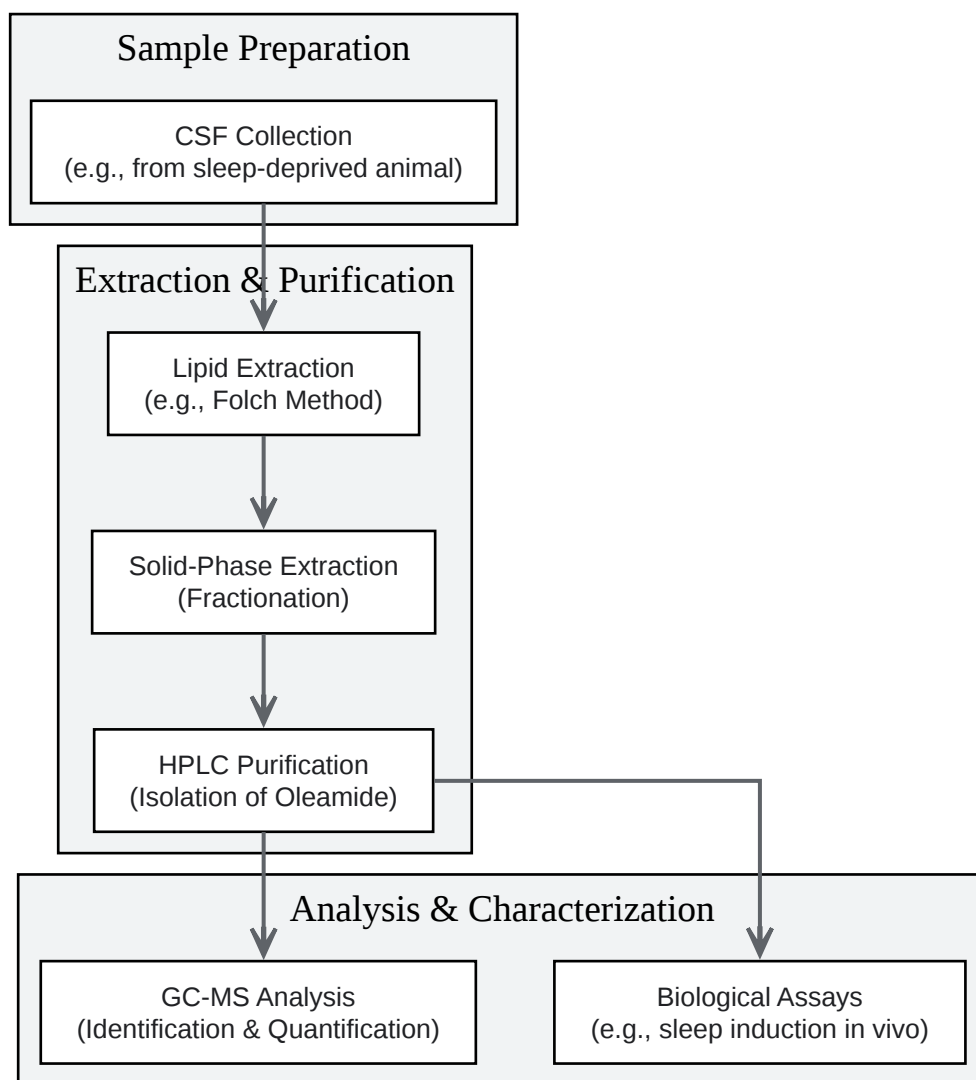 Sample Preparation
CSF Collection
(e.g., from sleep-deprived animal)
Extraction & Purification
Lipid Extraction
(e.g., Folch Method)
Solid-Phase Extraction
(Fractionation)
HPLC Purification
(Isolation of Oleamide)
Analysis & Characterization
GC-MS Analysis
(Identification & Quantification)
Biological Assays
(e.g., sleep induction in vivo)